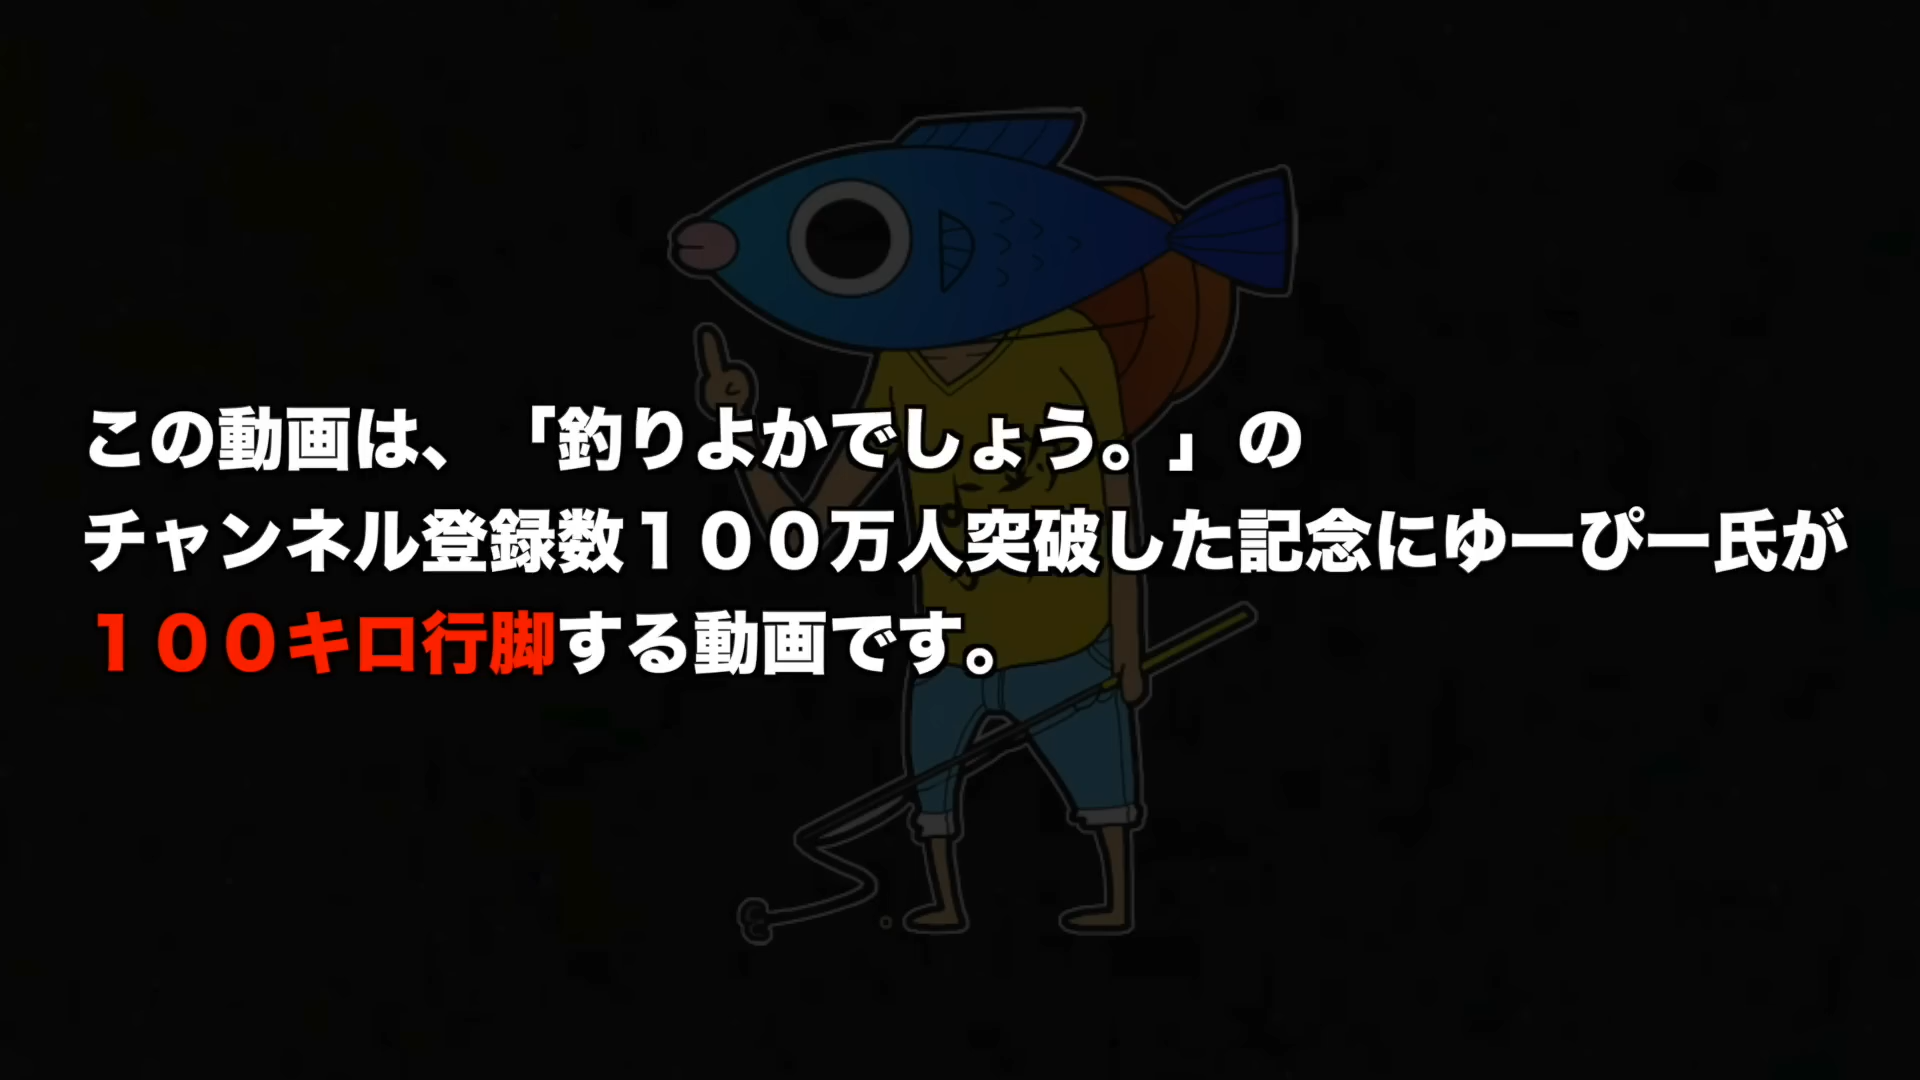 この動画は、「釣りよかでしょう。」の
チャンネル登録数１００万人突破した記念にゆーぴー氏が
１００キロ行脚する動画です。